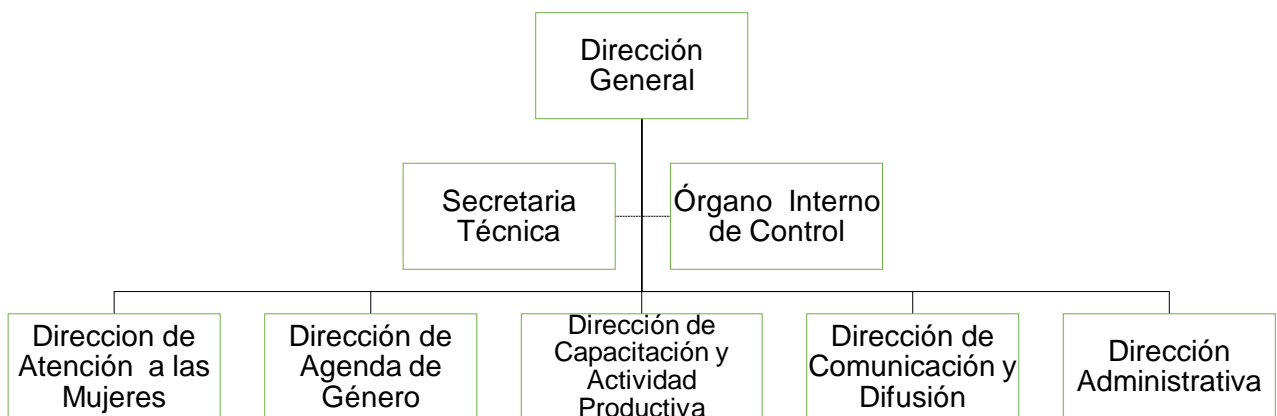 Dirección
General
Secretaria
Técnica
Órgano Interno
de Control
Direccion de
Atención a las
Mujeres
Dirección de
Agenda de
Género
Dirección de
Capacitación y
Actividad
Productiva
Dirección de
Comunicación y
Difusión
Dirección
Administrativa